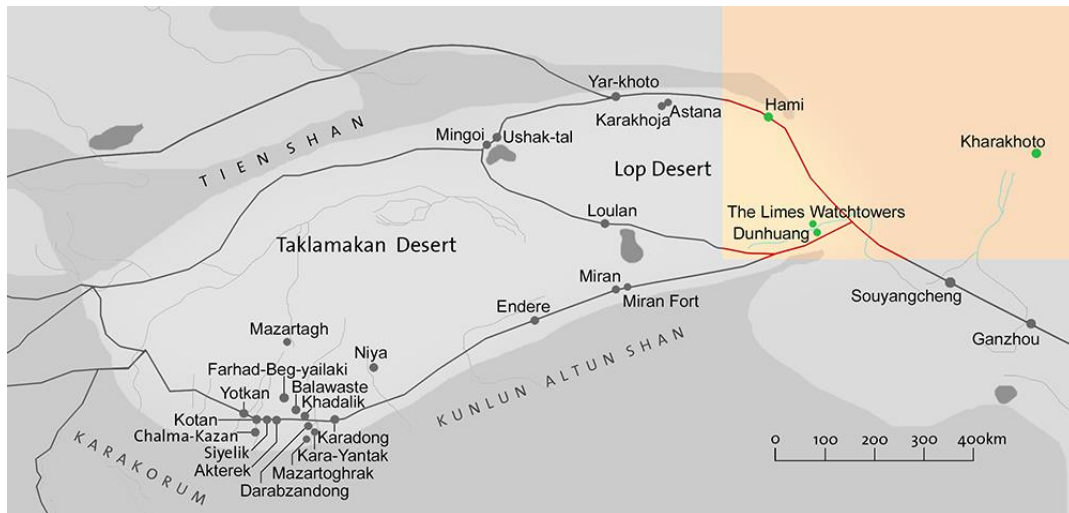 Yar-khoto
Karakhoja
Astana
Hami
Kharakhoto
Mingoi
Ushak-tal
TIEN SHAN
Lop Desert
The Limes Watchtowers
Dunhuang
Loulan
Taklamakan Desert
Miran
Miran Fort
Souyangcheng
Endere
Ganzhou
Mazartagh
Niya
KUNLUN ALTUN SHAN
Farhad-Beg-yailaki
Balawaste
Khadalik
Yotkan
Kotan
Chalma-Kazan
Siyelik
Akterek
Karadong
Kara-Yantak
Mazartoghrak
Darabzandong
KARAKORUM
0 100 200 300 400km